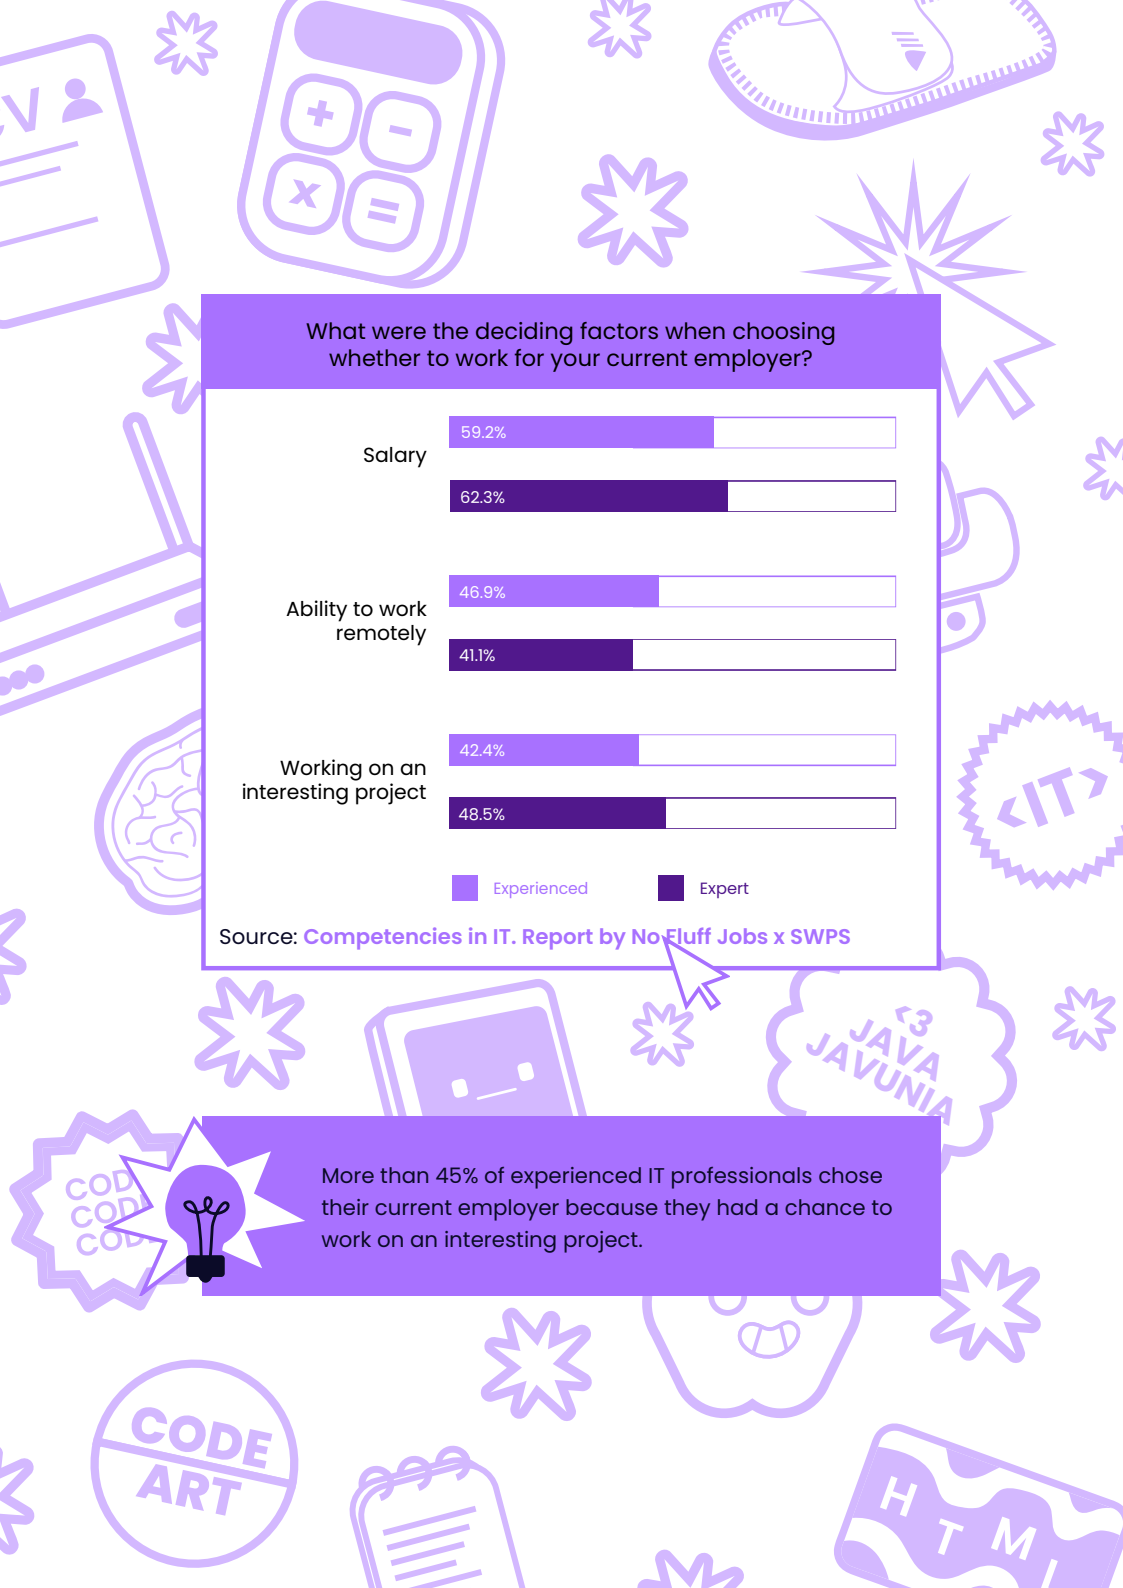 CV
+
-
x
=
What were the deciding factors when choosing
whether to work for your current employer?
Salary
59.2%
62.3%
Ability to work
remotely
46.9%
41.1%
Working on an
interesting project
42.4%
48.5%
Experienced
Expert
Source: Competencies in IT. Report by No Fluff Jobs x SWPS
<IT>
<3
JAVA
JAVUNIA
COD
CODE
CODE
More than 45% of experienced IT professionals chose
their current employer because they had a chance to
work on an interesting project.
CODE
ART
H T M L